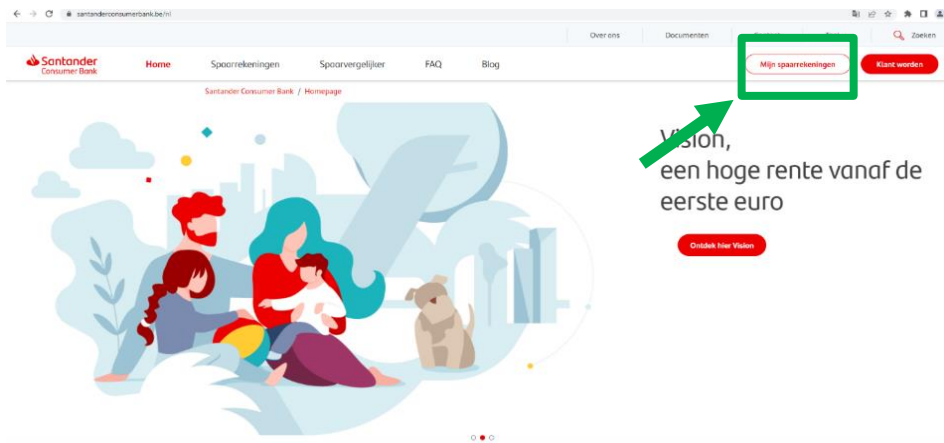 santanderconsumerbank.be/nl
Over ons
Documenten
Zoeken
Santander
Consumer Bank
Home
Spaarrekeningen
Spaarvergelijker
FAQ
Blog
Mijn spaarrekeningen
Klant worden
Santander Consumer Bank / Homepage
Vision,
een hoge rente vanaf de
eerste euro
Ontdek hier Vision